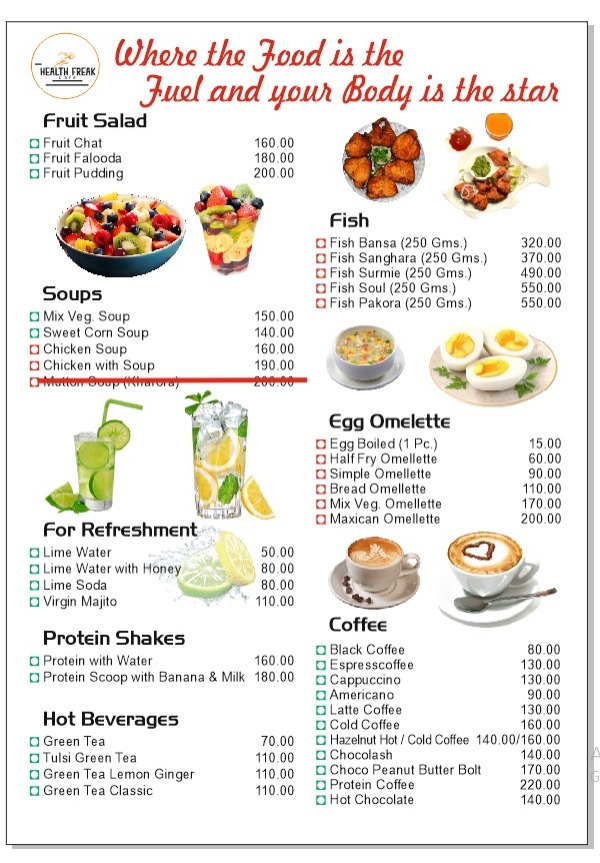 HEALTH FREAK
CAFE
Where the Food is the
Fuel and your Body is the star
Fruit Salad
Fruit Chat 160.00
Fruit Falooda 180.00
Fruit Pudding 200.00
Soups
Mix Veg. Soup 150.00
Sweet Corn Soup 140.00
Chicken Soup 160.00
Chicken with Soup 190.00
Mutton Soup (Kharora) 200.00
For Refreshment
Lime Water 50.00
Lime Water with Honey 80.00
Lime Soda 80.00
Virgin Majito 110.00
Protein Shakes
Protein with Water 160.00
Protein Scoop with Banana & Milk 180.00
Hot Beverages
Green Tea 70.00
Tulsi Green Tea 110.00
Green Tea Lemon Ginger 110.00
Green Tea Classic 110.00
Fish
Fish Bansa (250 Gms.) 320.00
Fish Sanghara (250 Gms.) 370.00
Fish Surmie (250 Gms.) 490.00
Fish Soul (250 Gms.) 550.00
Fish Pakora (250 Gms.) 550.00
Egg Omelette
Egg Boiled (1 Pc.) 15.00
Half Fry Omellette 60.00
Simple Omellette 90.00
Bread Omellette 110.00
Mix Veg. Omellette 170.00
Maxican Omellette 200.00
Coffee
Black Coffee 80.00
Espresscoffee 130.00
Cappuccino 130.00
Americano 90.00
Latte Coffee 130.00
Cold Coffee 160.00
Hazelnut Hot / Cold Coffee 140.00/160.00
Chocolash 140.00
Choco Peanut Butter Bolt 170.00
Protein Coffee 220.00
Hot Chocolate 140.00